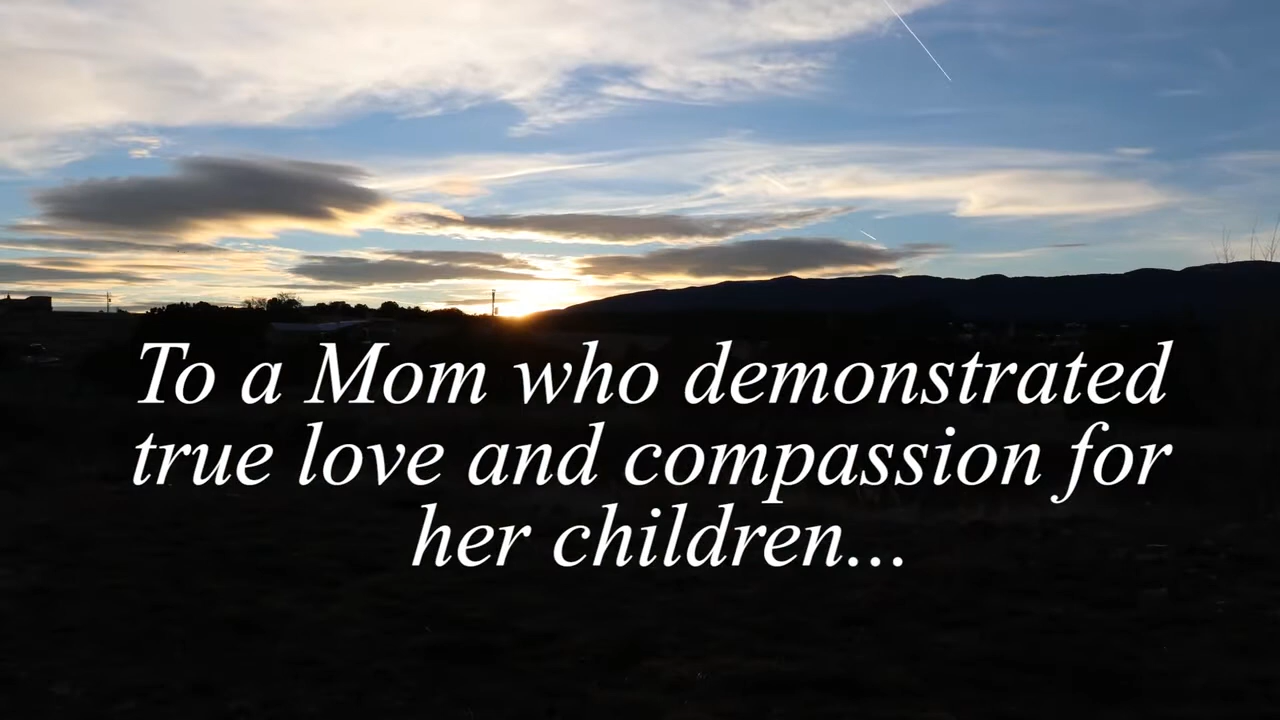 To a Mom who demonstrated
true love and compassion for
her children...